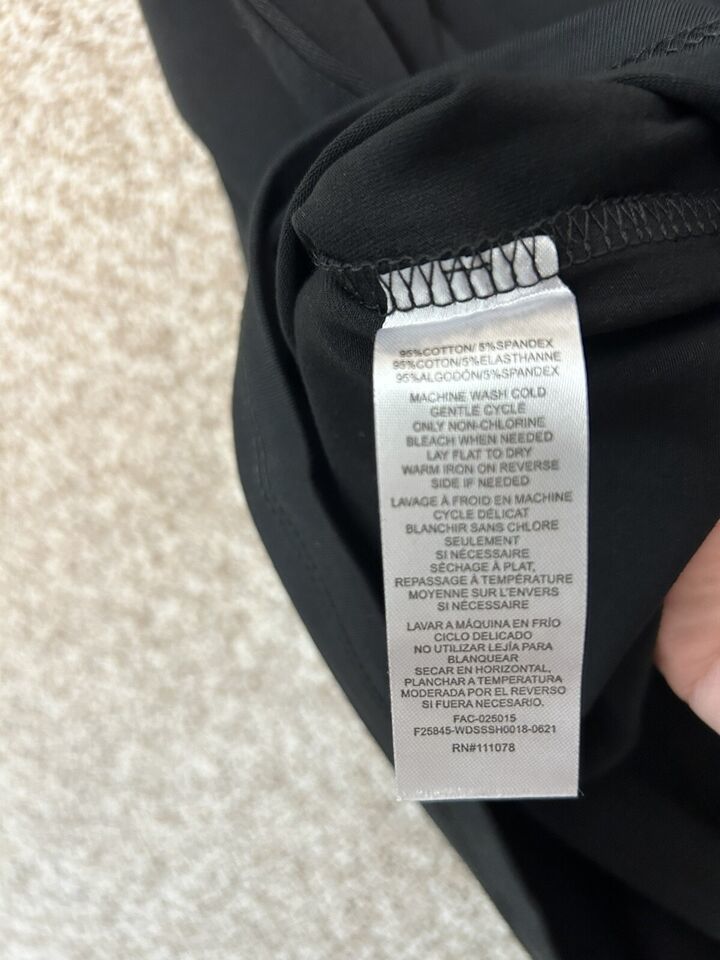 95%COTTON/ 5%SPANDEX
95%COTON/5%ELASTHANNE
95%ALGODÓN/5%SPANDEX
MACHINE WASH COLD
GENTLE CYCLE
ONLY NON-CHLORINE
BLEACH WHEN NEEDED
LAY FLAT TO DRY
WARM IRON ON REVERSE
SIDE IF NEEDED
LAVAGE À FROID EN MACHINE
CYCLE DÉLICAT
BLANCHIR SANS CHLORE
SEULEMENT
SI NÉCESSAIRE
SÉCHAGE À PLAT,
REPASSAGE À TEMPÉRATURE
MOYENNE SUR L'ENVERS
SI NÉCESSAIRE
LAVAR A MÁQUINA EN FRÍO
CICLO DELICADO
NO UTILIZAR LEJÍA PARA
BLANQUEAR
SECAR EN HORIZONTAL,
PLANCHAR A TEMPERATURA
MODERADA POR EL REVERSO
SI FUERA NECESARIO.
FAC-025015
F25845-WDSSSH0018-0621
RN#111078